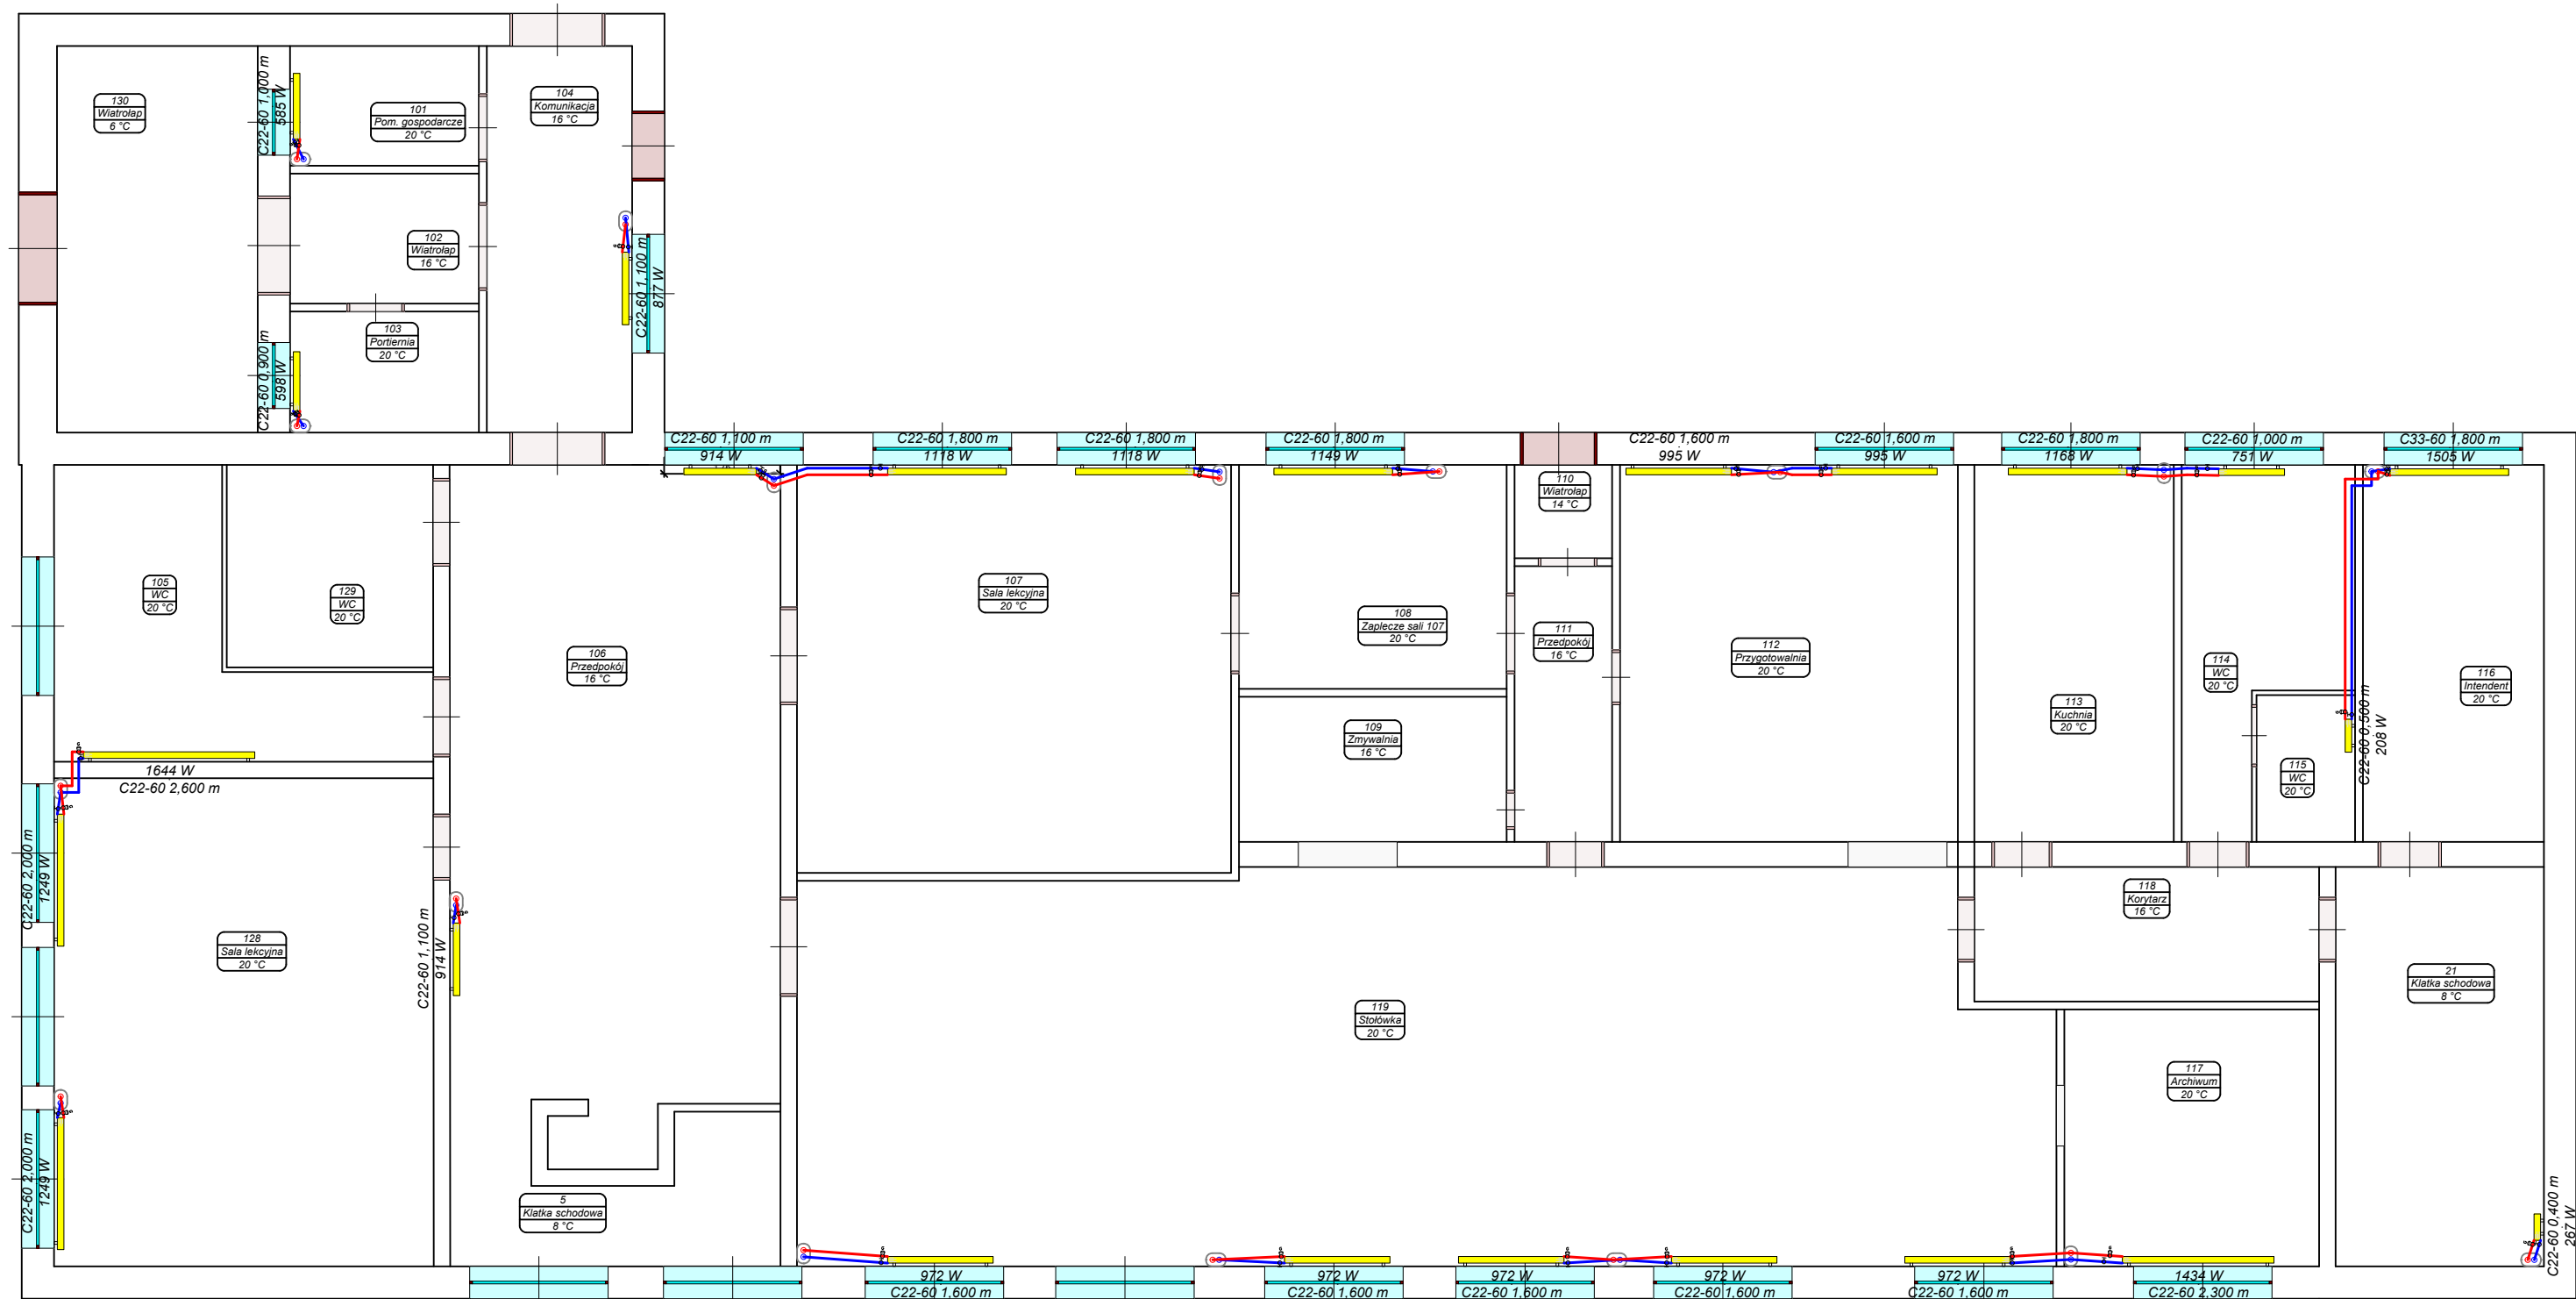 130
Wiatrołap
6 °C
C22-60 1,000 m
585 W
101
Pom. gospodarcze
20 °C
104
Komunikacja
16 °C
102
Wiatrołap
16 °C
C22-60 1,100 m
877 W
103
Portiernia
20 °C
C22-60 0,900 m
598 W
C22-60 1,100 m
914 W
C22-60 1,800 m
1118 W
C22-60 1,800 m
1118 W
C22-60 1,800 m
1149 W
C22-60 1,600 m
995 W
C22-60 1,600 m
995 W
C22-60 1,800 m
1168 W
C22-60 1,000 m
751 W
C33-60 1,800 m
1505 W
110
Wiatrołap
14 °C
105
WC
20 °C
129
WC
20 °C
106
Przedpokój
16 °C
107
Sala lekcyjna
20 °C
108
Zaplecze sali 107
20 °C
111
Przedpokój
16 °C
112
Przygotowalnia
20 °C
113
Kuchnia
20 °C
114
WC
20 °C
116
Intendent
20 °C
109
Zmywalnia
16 °C
115
WC
20 °C
C22-60 0,500 m
208 W
1644 W
C22-60 2,600 m
C22-60 2,000 m
1249 W
128
Sala lekcyjna
20 °C
C22-60 1,100 m
914 W
118
Korytarz
16 °C
21
Klatka schodowa
8 °C
119
Stołówka
20 °C
117
Archiwum
20 °C
C22-60 2,000 m
1249 W
5
Klatka schodowa
8 °C
C22-60 0,400 m
267 W
972 W
C22-60 1,600 m
972 W
C22-60 1,600 m
972 W
C22-60 1,600 m
972 W
C22-60 1,600 m
972 W
C22-60 1,600 m
1434 W
C22-60 2,300 m